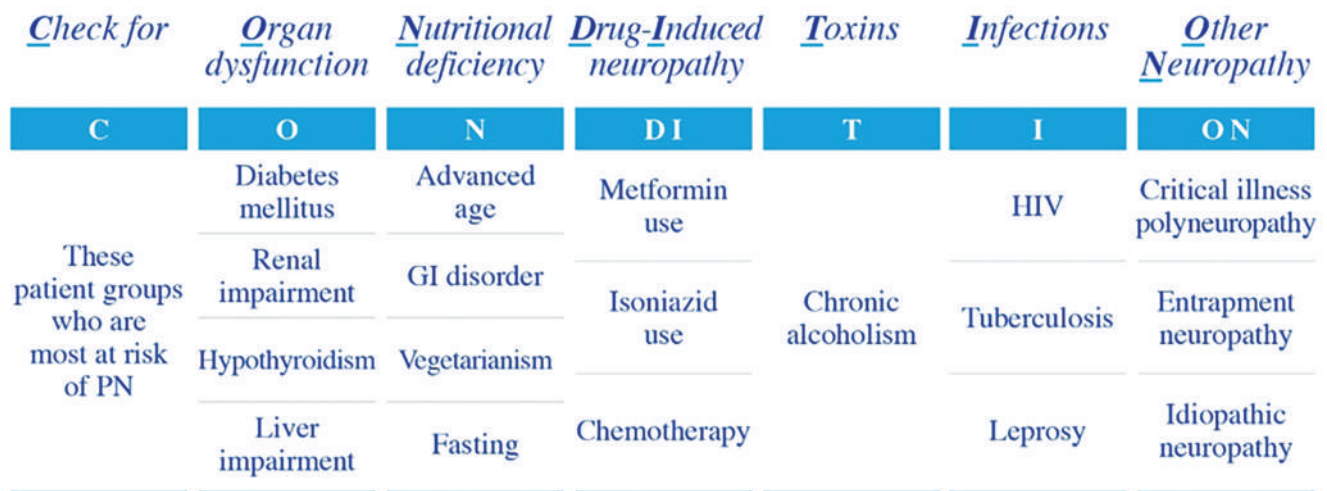 Check for
Organ
dysfunction
Nutritional
deficiency
Drug-Induced
neuropathy
Toxins
Infections
Other
Neuropathy
C
O
N
D I
T
I
O N
These
patient groups
who are
most at risk
of PN
Diabetes
mellitus
Renal
impairment
Hypothyroidism
Liver
impairment
Advanced
age
GI disorder
Vegetarianism
Fasting
Metformin
use
Isoniazid
use
Chemotherapy
Chronic
alcoholism
HIV
Tuberculosis
Leprosy
Critical illness
polyneuropathy
Entrapment
neuropathy
Idiopathic
neuropathy